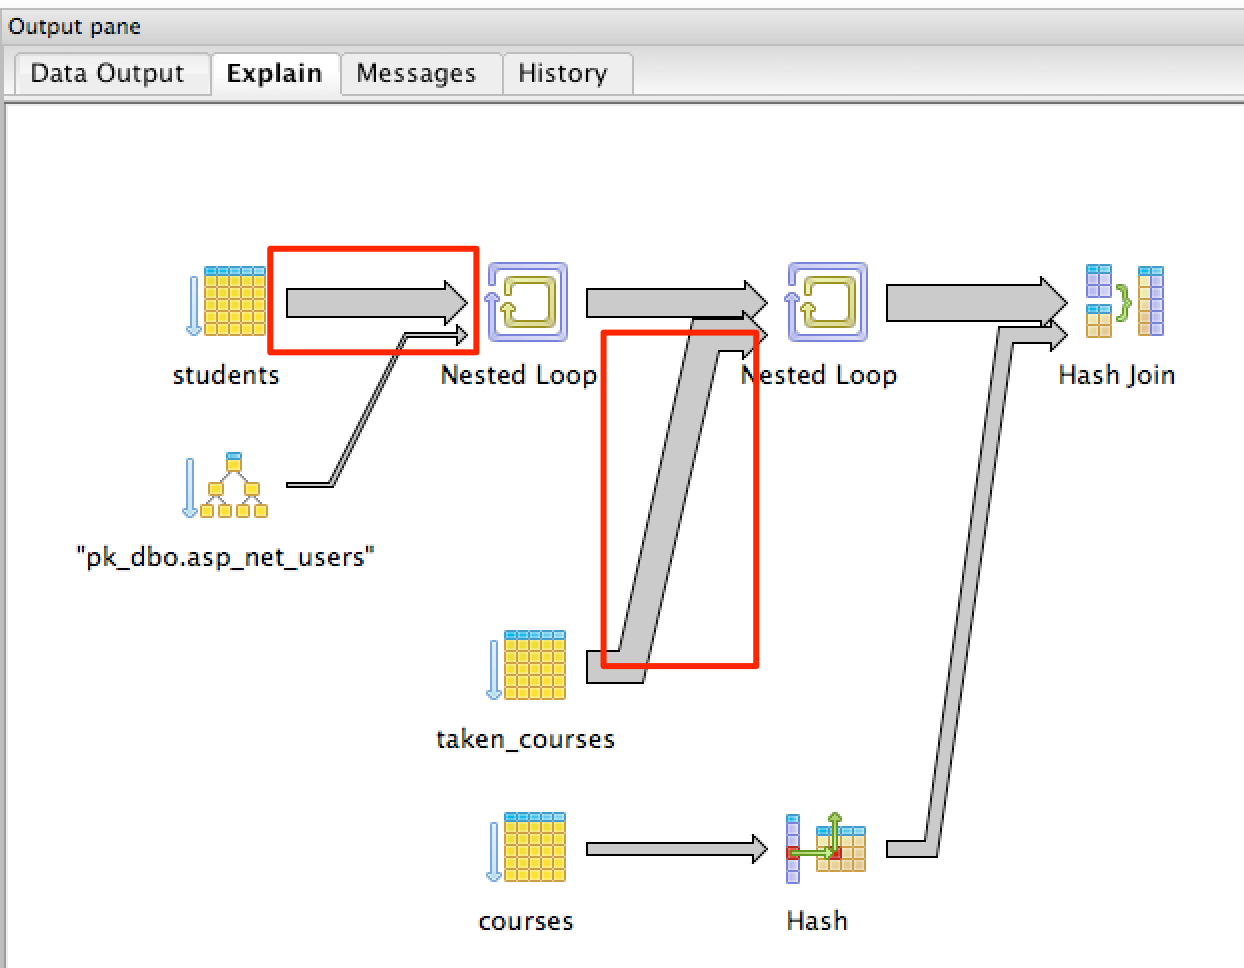 Output pane
Data Output
Explain
Messages
History
students
Nested Loop
Nested Loop
Hash Join
"pk_dbo.asp_net_users"
taken_courses
courses
Hash